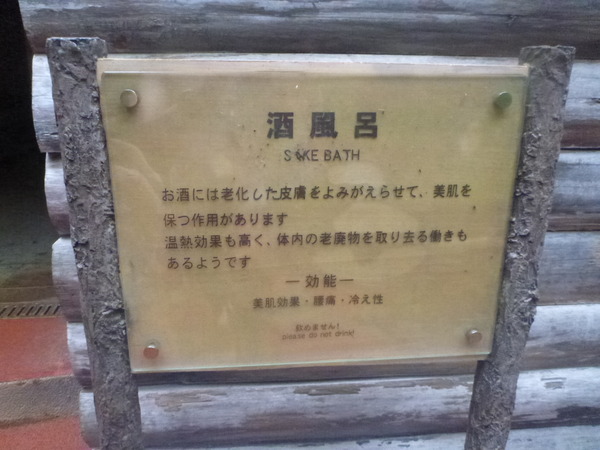 酒風呂
SAKE BATH
お酒には老化した皮膚をよみがえらせて、美肌を
保つ作用があります
温熱効果も高く、体内の老廃物を取り去る働きも
あるようです
—効能—
美肌効果・腰痛・冷え性
飲めません!
please do not drink!